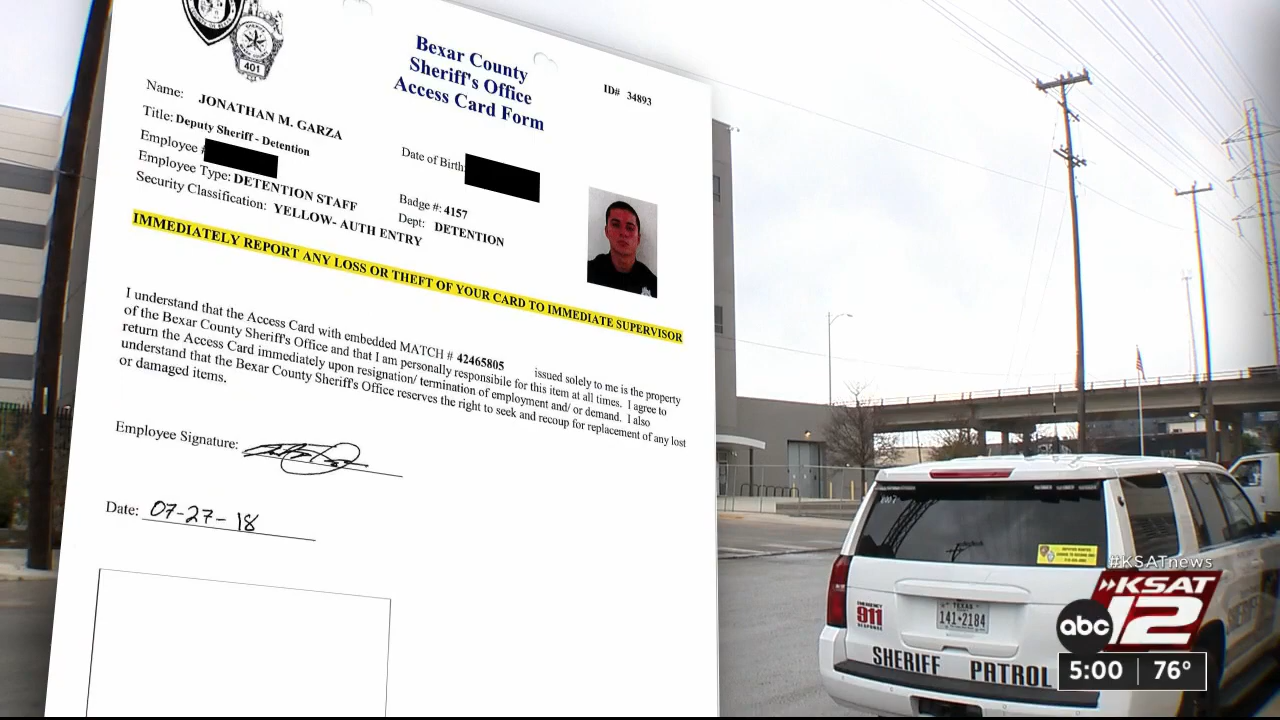 401
Bexar County
Sheriff's Office
Access Card Form
ID# 34893
Name: JONATHAN M. GARZA
Title: Deputy Sheriff - Detention
Employee #
Date of Birth:
Employee Type: DETENTION STAFF
Badge #: 4157
Security Classification: YELLOW- AUTH ENTRY
Dept: DETENTION
IMMEDIATELY REPORT ANY LOSS OR THEFT OF YOUR CARD TO IMMEDIATE SUPERVISOR
I understand that the Access Card with embedded MATCH # 42465805 issued solely to me is the property
of the Bexar County Sheriff's Office and that I am personally responsibile for this item at all times. I agree to
return the Access Card immediately upon resignation/ termination of employment and/ or demand. I also
understand that the Bexar County Sheriff's Office reserves the right to seek and recoup for replacement of any lost
or damaged items.
Employee Signature:
Date: 07-27-18
EMERGENCY
911
RESPONSE
TEXAS
141•2184
SHERIFF PATROL
SHERIFF
#KSATnews
KSAT
12
abc
5:00 76°